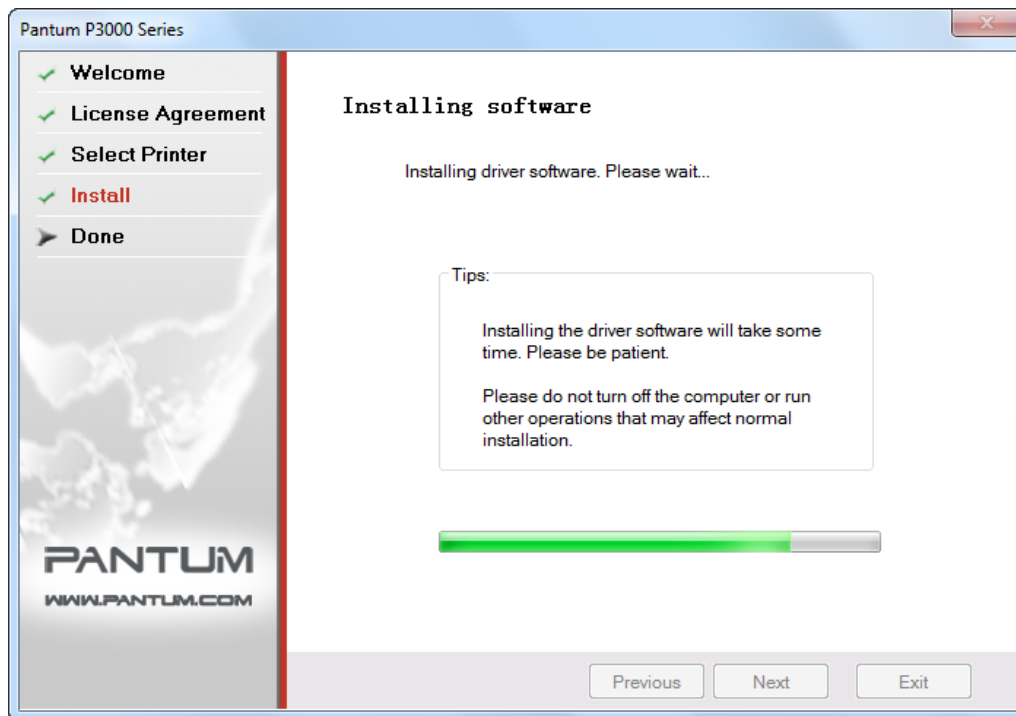 Pantum P3000 Series
Welcome
License Agreement
Select Printer
Install
Done
PANTUM
WWW.PANTUM.COM
Installing software
Installing driver software. Please wait...
Tips:
Installing the driver software will take some
time. Please be patient.
Please do not turn off the computer or run
other operations that may affect normal
installation.
Previous
Next
Exit